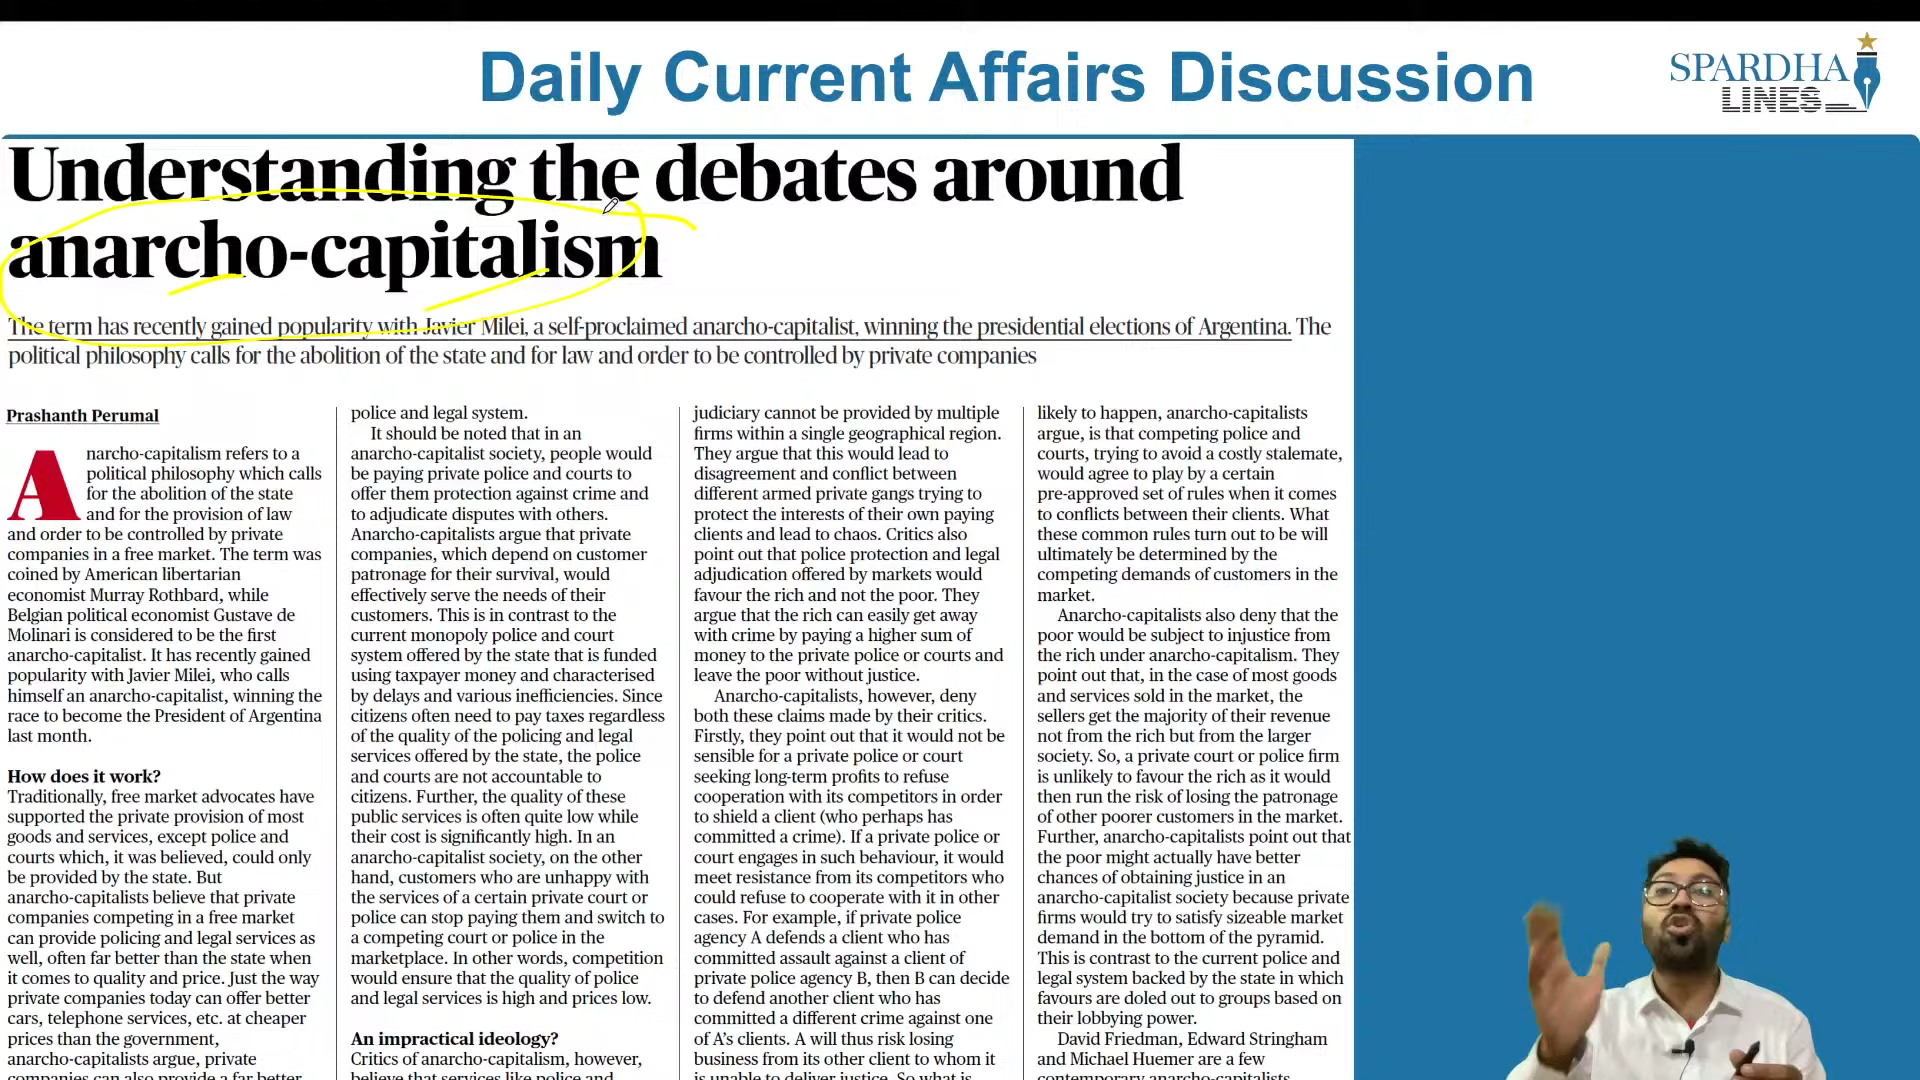 Daily Current Affairs Discussion
SPARDHA
LINES
Understanding the debates around
anarcho-capitalism
The term has recently gained popularity with Javier Milei, a self-proclaimed anarcho-capitalist, winning the presidential elections of Argentina. The
political philosophy calls for the abolition of the state and for law and order to be controlled by private companies
Prashanth Perumal
Anarcho-capitalism refers to a
political philosophy which calls
for the abolition of the state
and for the provision of law
and order to be controlled by private
companies in a free market. The term was
coined by American libertarian
economist Murray Rothbard, while
Belgian political economist Gustave de
Molinari is considered to be the first
anarcho-capitalist. It has recently gained
popularity with Javier Milei, who calls
himself an anarcho-capitalist, winning the
race to become the President of Argentina
last month.
How does it work?
Traditionally, free market advocates have
supported the private provision of most
goods and services, except police and
courts which, it was believed, could only
be provided by the state. But
anarcho-capitalists believe that private
companies competing in a free market
can provide policing and legal services as
well, often far better than the state when
it comes to quality and price. Just the way
private companies today can offer better
cars, telephone services, etc. at cheaper
prices than the government,
anarcho-capitalists argue, private
companies can also provide a far better
police and legal system.
It should be noted that in an
anarcho-capitalist society, people would
be paying private police and courts to
offer them protection against crime and
to adjudicate disputes with others.
Anarcho-capitalists argue that private
companies, which depend on customer
patronage for their survival, would
effectively serve the needs of their
customers. This is in contrast to the
current monopoly police and court
system offered by the state that is funded
using taxpayer money and characterised
by delays and various inefficiencies. Since
citizens often need to pay taxes regardless
of the quality of the policing and legal
services offered by the state, the police
and courts are not accountable to
citizens. Further, the quality of these
public services is often quite low while
their cost is significantly high. In an
anarcho-capitalist society, on the other
hand, customers who are unhappy with
the services of a certain private court or
police can stop paying them and switch to
a competing court or police in the
marketplace. In other words, competition
would ensure that the quality of police
and legal services is high and prices low.
An impractical ideology?
Critics of anarcho-capitalism, however,
believe that services like police and
judiciary cannot be provided by multiple
firms within a single geographical region.
They argue that this would lead to
disagreement and conflict between
different armed private gangs trying to
protect the interests of their own paying
clients and lead to chaos. Critics also
point out that police protection and legal
adjudication offered by markets would
favour the rich and not the poor. They
argue that the rich can easily get away
with crime by paying a higher sum of
money to the private police or courts and
leave the poor without justice.
Anarcho-capitalists, however, deny
both these claims made by their critics.
Firstly, they point out that it would not be
sensible for a private police or court
seeking long-term profits to refuse
cooperation with its competitors in order
to shield a client (who perhaps has
committed a crime). If a private police or
court engages in such behaviour, it would
meet resistance from its competitors who
could refuse to cooperate with it in other
cases. For example, if private police
agency A defends a client who has
committed assault against a client of
private police agency B, then B can decide
to defend another client who has
committed a different crime against one
of A's clients. A will thus risk losing
business from its other client to whom it
is unable to deliver justice. So what is
likely to happen, anarcho-capitalists
argue, is that competing police and
courts, trying to avoid a costly stalemate,
would agree to play by a certain
pre-approved set of rules when it comes
to conflicts between their clients. What
these common rules turn out to be will
ultimately be determined by the
competing demands of customers in the
market.
Anarcho-capitalists also deny that the
poor would be subject to injustice from
the rich under anarcho-capitalism. They
point out that, in the case of most goods
and services sold in the market, the
sellers get the majority of their revenue
not from the rich but from the larger
society. So, a private court or police firm
is unlikely to favour the rich as it would
then run the risk of losing the patronage
of other poorer customers in the market.
Further, anarcho-capitalists point out that
the poor might actually have better
chances of obtaining justice in an
anarcho-capitalist society because private
firms would try to satisfy sizeable market
demand in the bottom of the pyramid.
This is contrast to the current police and
legal system backed by the state in which
favours are doled out to groups based on
their lobbying power.
David Friedman, Edward Stringham
and Michael Huemer are a few
contemporary anarcho-capitalists